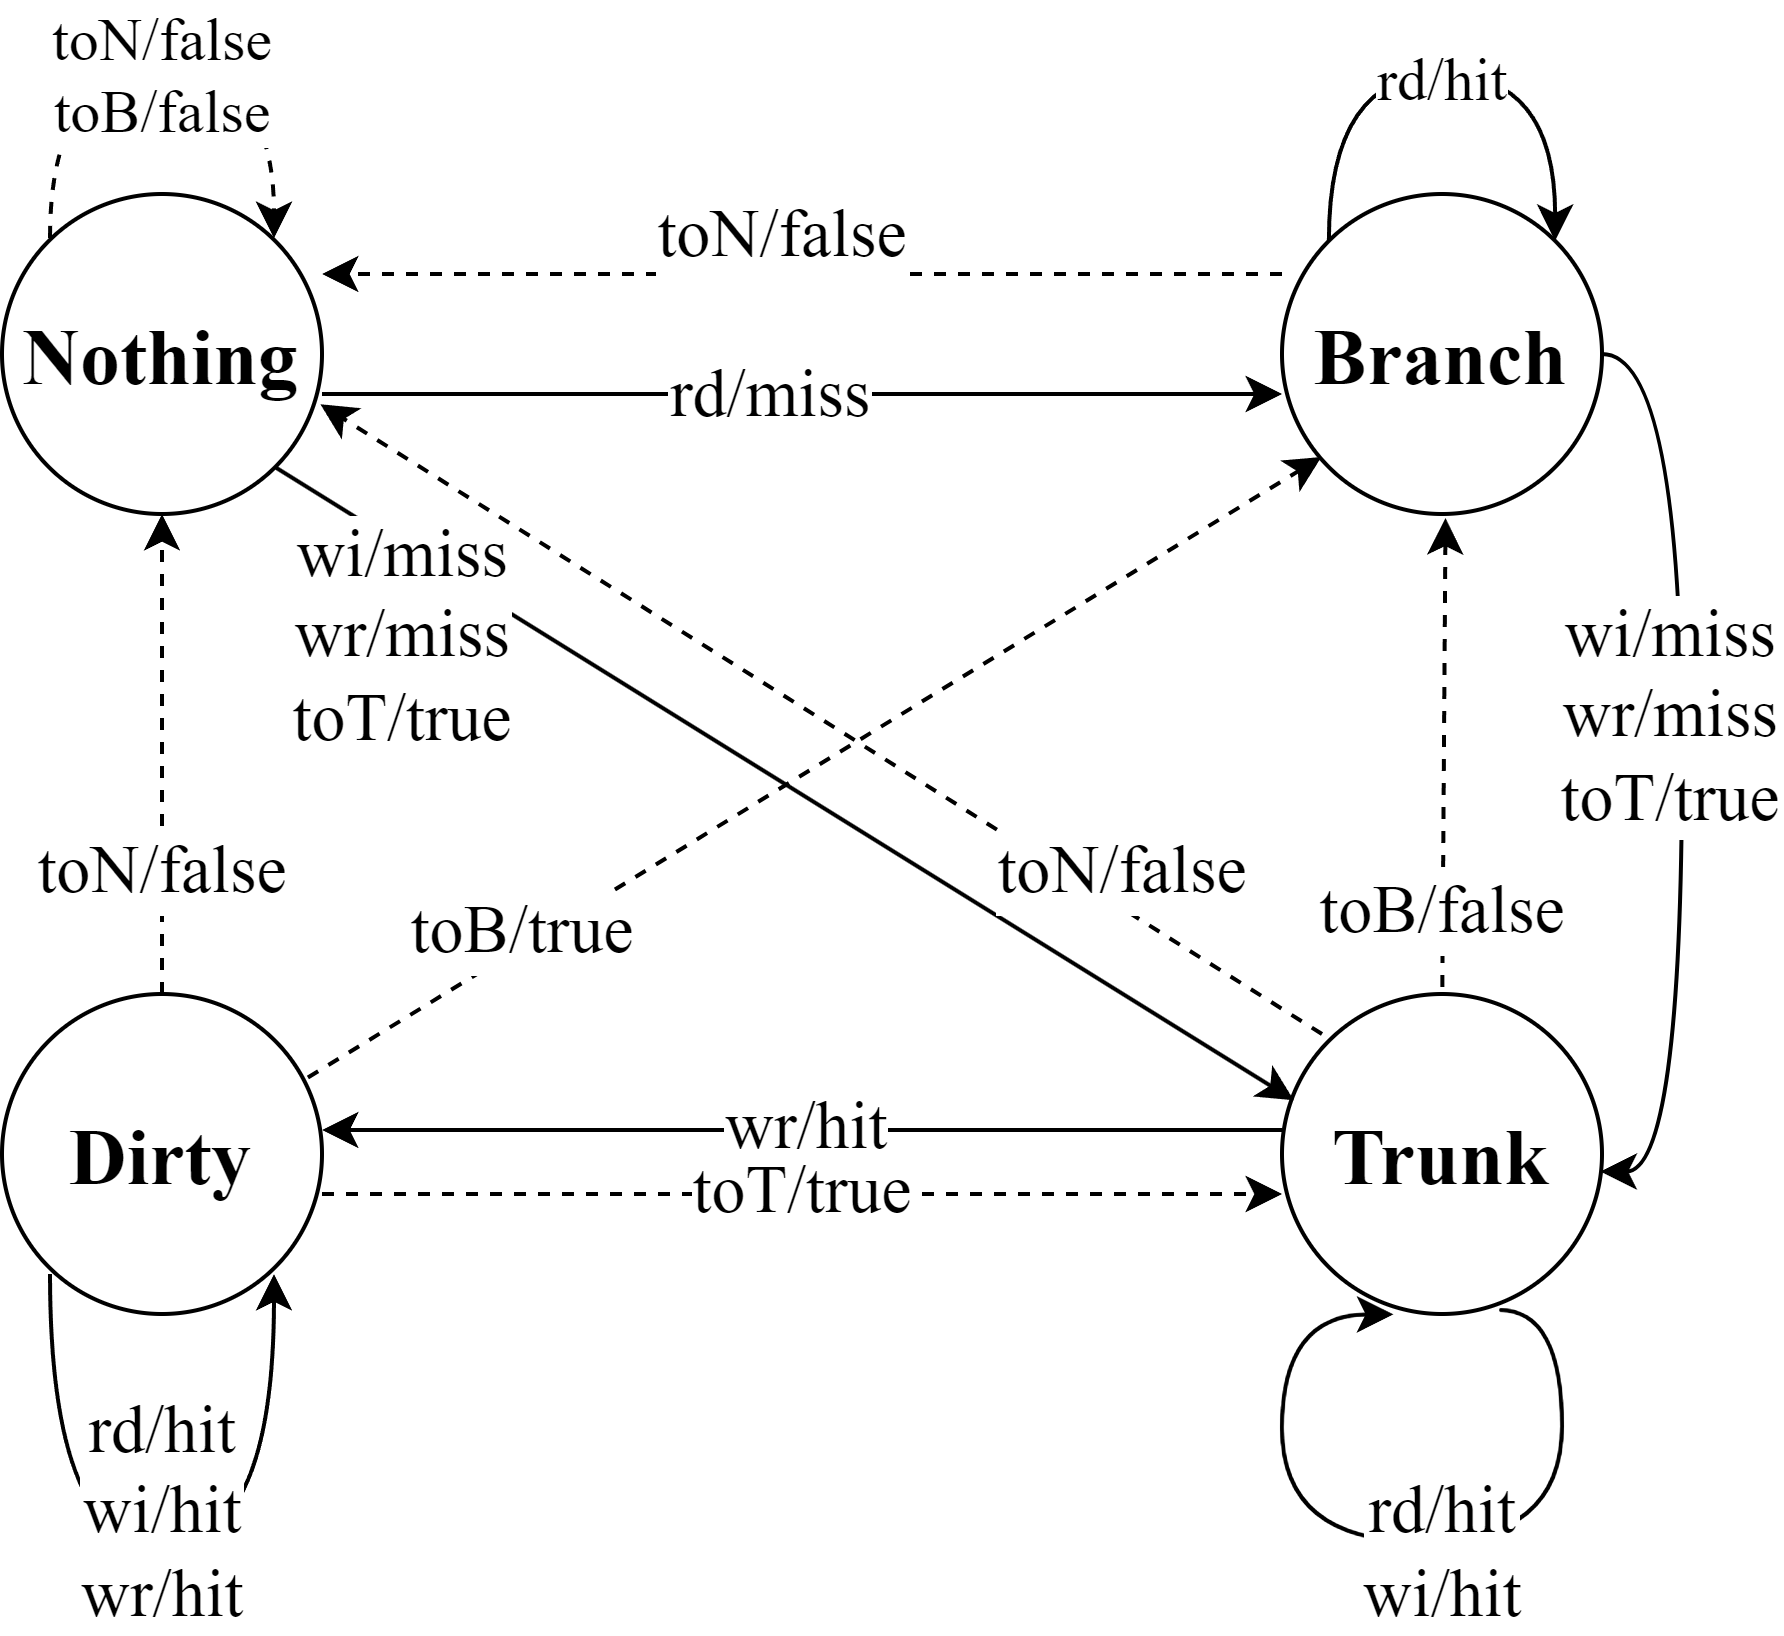 toN/false
toB/false
rd/hit
toN/false
Nothing
Branch
rd/miss
wi/miss
wr/miss
toT/true
wi/miss
wr/miss
toT/true
toN/false
toB/true
toN/false
toB/false
Dirty
wr/hit
toT/true
Trunk
rd/hit
wi/hit
wr/hit
rd/hit
wi/hit